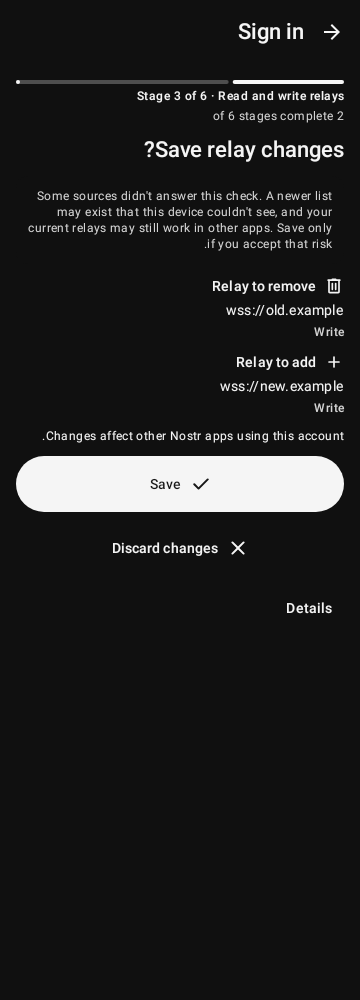 Sign in
Stage 3 of 6 · Read and write relays
2 of 6 stages complete
Save relay changes?
Some sources didn't answer this check. A newer list
may exist that this device couldn't see, and your
current relays may still work in other apps. Save only
if you accept that risk.
Relay to remove
wss://old.example
Write
Relay to add
wss://new.example
Write
Changes affect other Nostr apps using this account.
Save
Discard changes
Details